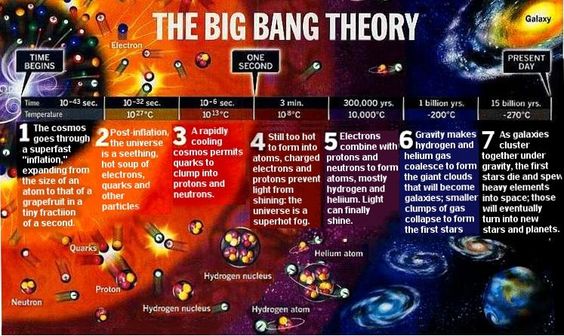 THE BIG BANG THEORY
Galaxy
Electron
TIME
BEGINS
ONE
SECOND
PRESENT
DAY
Time 10-43 sec. 10-32 sec. 10-6 sec. 3 min. 300,000 yrs. 1 billion yrs. 15 billion yrs.
Temperature 1027°C 1013°C 108°C 10,000°C -200°C -270°C
1 The cosmos
goes through
a superfast
"inflation,"
expanding from
the size of an
atom to that of a
grapefruit in a
tiny fractiion
of a second.
2 Post-inflation,
the universe
is a seething,
hot soup of
electrons,
quarks and
other
particles
3 A rapidly
cooling
cosmos permits
quarks to
clump into
protons and
neutrons.
4 Still too hot
to form into
atoms, charged
electrons and
protons prevent
light from
shining: the
universe is a
superhot fog.
5 Electrons
combine with
protons and
neutrons to form
atoms, mostly
hydrogen and
heliium. Light
can finally
shine.
6 Gravity makes
hydrogen and
helium gas
coalesce to form
the giant clouds
that will become
galaxies; smaller
clumps of gas
collapse to form
the first stars
7 As galaxies
cluster
together under
gravity, the first
stars die and spew
heavy elements
into space; those
will eventually
turn into new
stars and planets.
Quarks
Neutron
Proton
Hydrogen nucleus
Helium atom
Hydrogen nucleus
Hydrogen atom